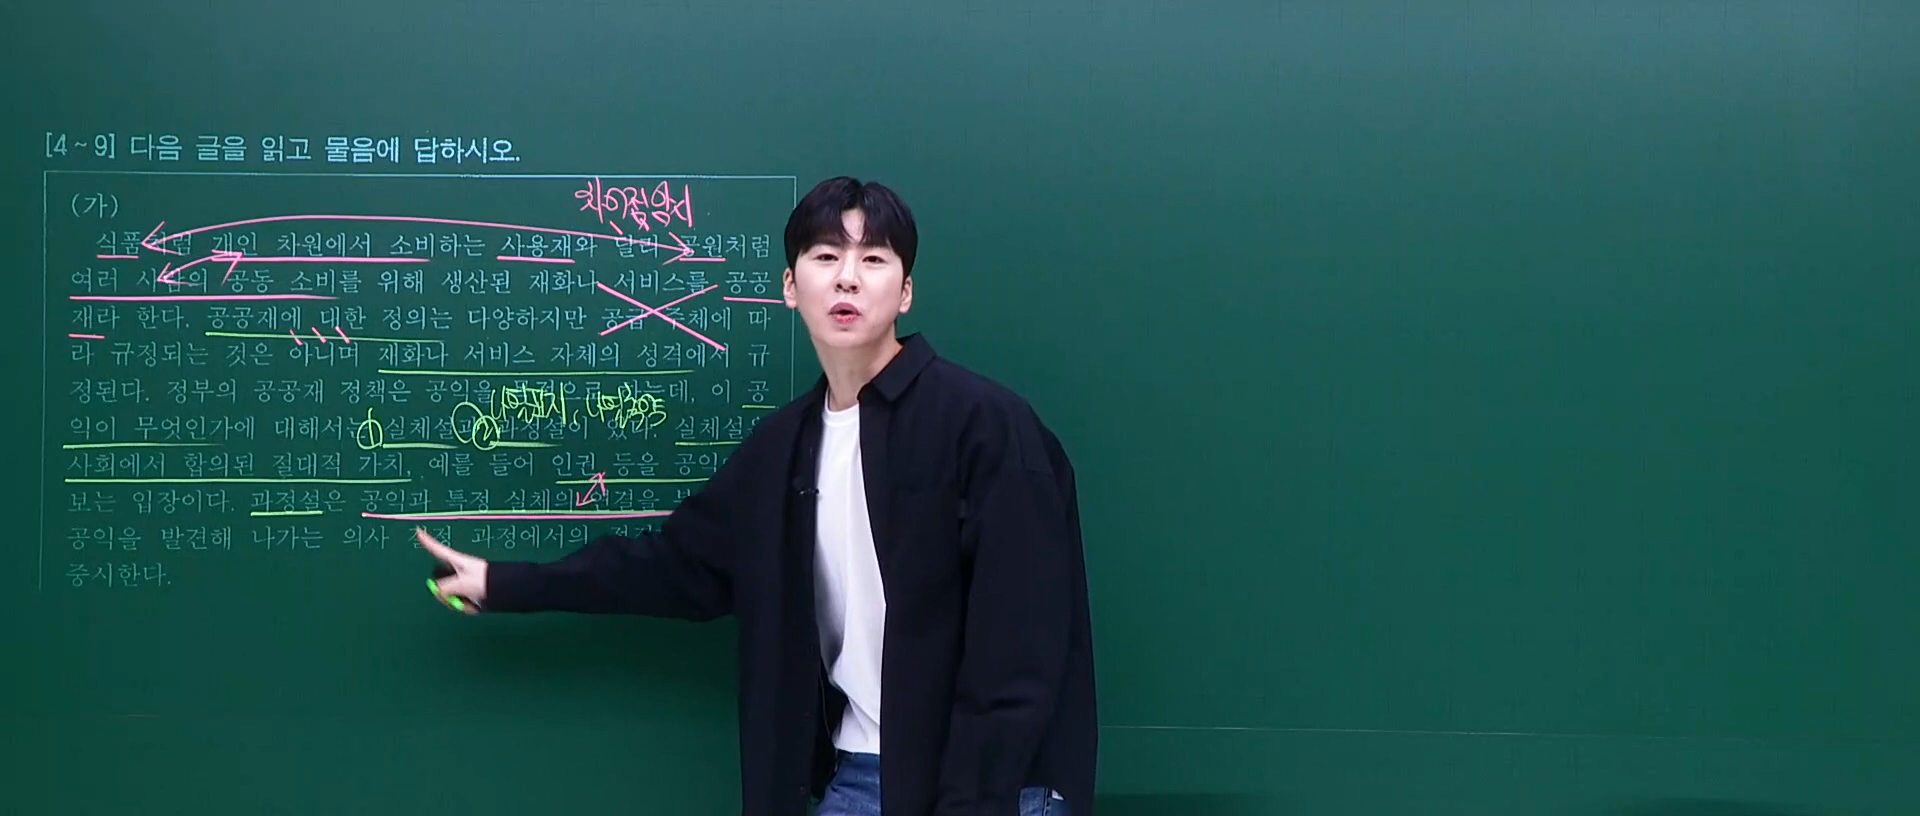 [4~9] 다음 글을 읽고 물음에 답하시오.
(가)
차이점 암시
식품처럼 개인 차원에서 소비하는 사용재와 달리 공원처럼
여러 사람의 공동 소비를 위해 생산된 재화나 서비스를 공공
재라 한다. 공공재에 대한 정의는 다양하지만 공급 주체에 따
라 규정되는 것은 아니며 재화나 서비스 자체의 성격에서 규
정된다. 정부의 공공재 정책은 공익을 목적으로 하는데, 이 공
익이 무엇인가에 대해서는 ① 실체설과 ② 과정설이 있다. 실체설은
사회에서 합의된 절대적 가치, 예를 들어 인권 등을 공익
보는 입장이다. 과정설은 공익과 특정 실체의 연결을
공익을 발견해 나가는 의사 결정 과정에서의
중시한다.